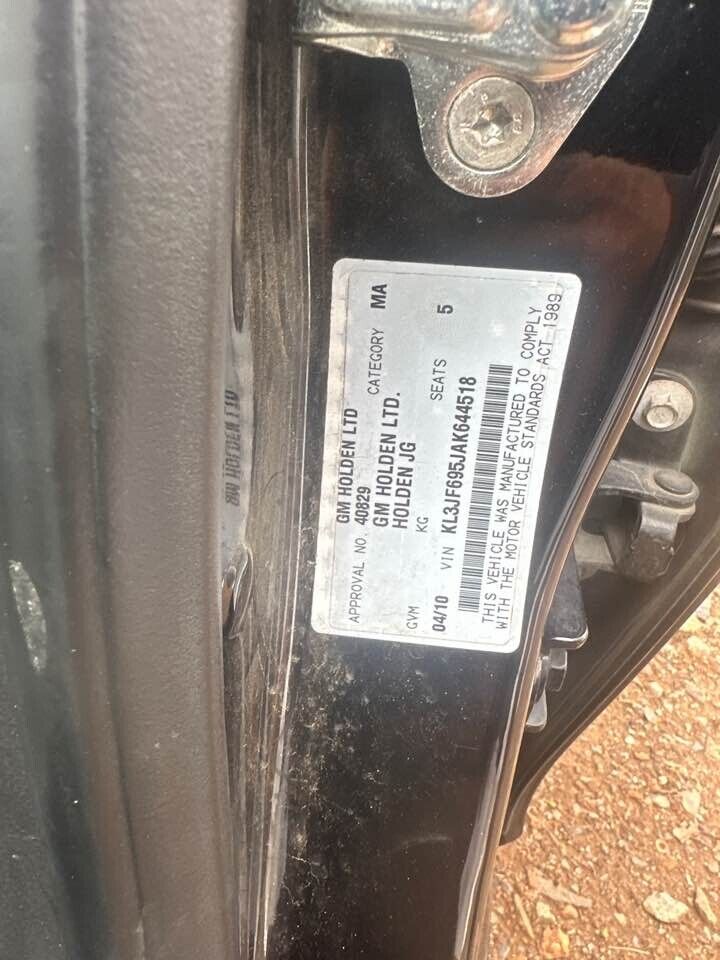 GM HOLDEN LTD
APPROVAL NO. 40829 CATEGORY MA
GM HOLDEN LTD.
HOLDEN JG
GVM KG SEATS 5
04/10 VIN KL3JF695JAK644518
THIS VEHICLE WAS MANUFACTURED TO COMPLY
WITH THE MOTOR VEHICLE STANDARDS ACT 1989